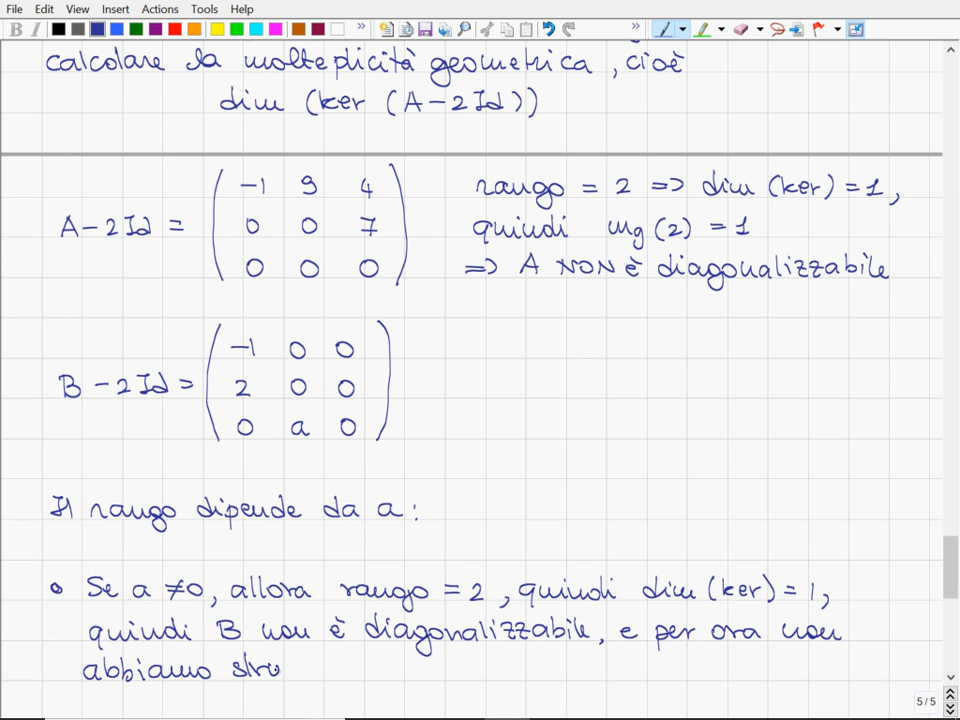 File Edit View Insert Actions Tools Help
B I
calcolare la molteplicità geometrica, cioè
dim (ker (A-2Id))
A-2Id = ( -1 9 4
0 0 7
0 0 0 )
rango = 2 => dim (ker) = 1,
quindi mg (2) = 1
=> A NON è diagonalizzabile
B-2Id = ( -1 0 0
2 0 0
0 a 0 )
Il rango dipende da a:
• Se a ≠ 0, allora rango = 2, quindi dim (ker) = 1,
quindi B non è diagonalizzabile, e per ora non
abbiamo stru
5 / 5